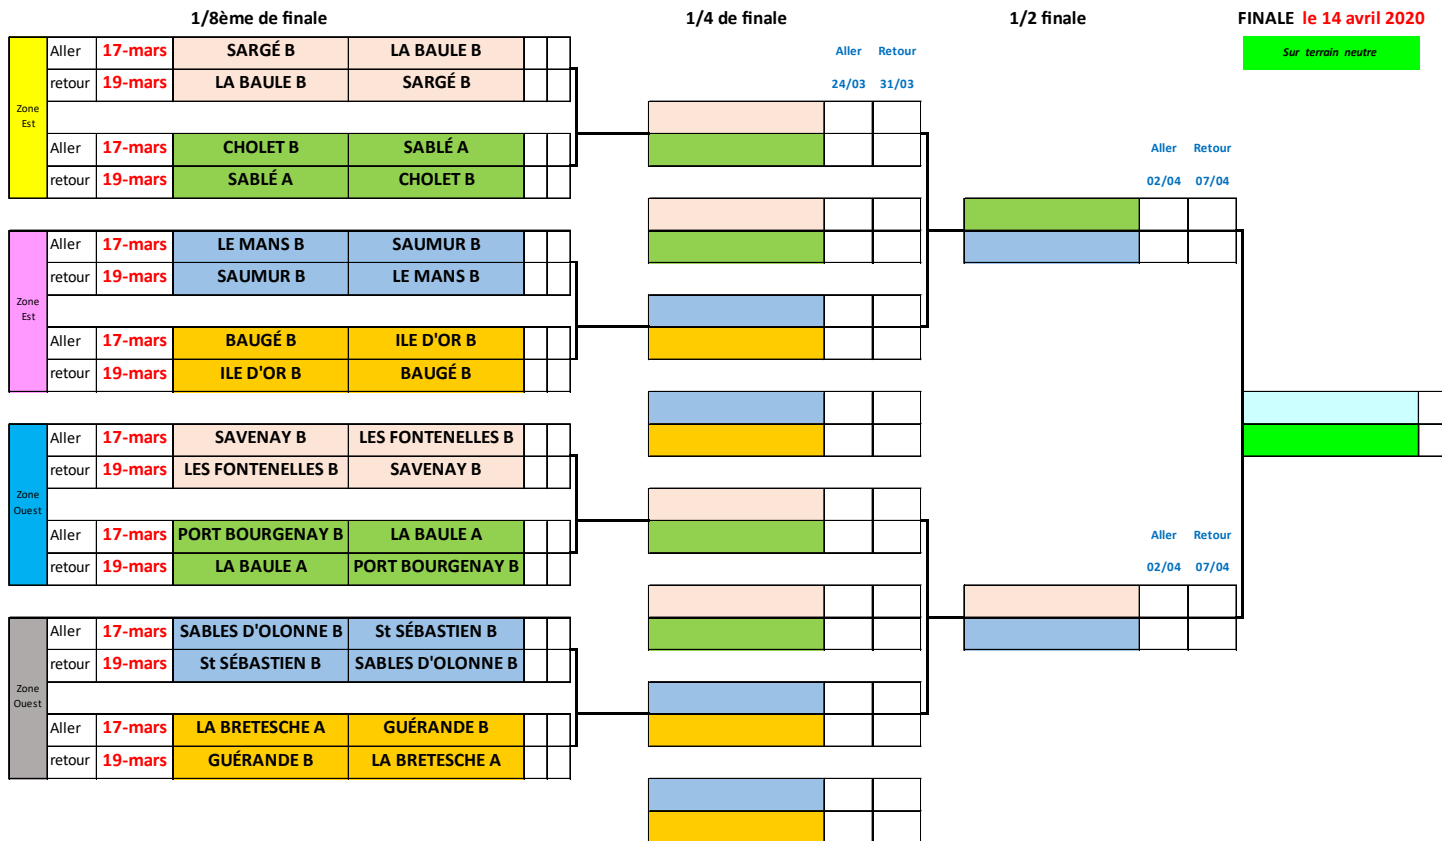 1/8ème de finale 1/4 de finale 1/2 finale FINALE le 14 avril 2020
Aller 17-mars SARGÉ B LA BAULE B Aller Retour Sur terrain neutre
retour 19-mars LA BAULE B SARGÉ B 24/03 31/03
Zone
Est
Aller 17-mars CHOLET B SABLÉ A Aller Retour
retour 19-mars SABLÉ A CHOLET B 02/04 07/04
Aller 17-mars LE MANS B SAUMUR B
retour 19-mars SAUMUR B LE MANS B
Zone
Est
Aller 17-mars BAUGÉ B ILE D'OR B
retour 19-mars ILE D'OR B BAUGÉ B
Aller 17-mars SAVENAY B LES FONTENELLES B
retour 19-mars LES FONTENELLES B SAVENAY B
Zone
Ouest
Aller 17-mars PORT BOURGENAY B LA BAULE A Aller Retour
retour 19-mars LA BAULE A PORT BOURGENAY B 02/04 07/04
Aller 17-mars SABLES D'OLONNE B St SÉBASTIEN B
retour 19-mars St SÉBASTIEN B SABLES D'OLONNE B
Zone
Ouest
Aller 17-mars LA BRETESCHE A GUÉRANDE B
retour 19-mars GUÉRANDE B LA BRETESCHE A